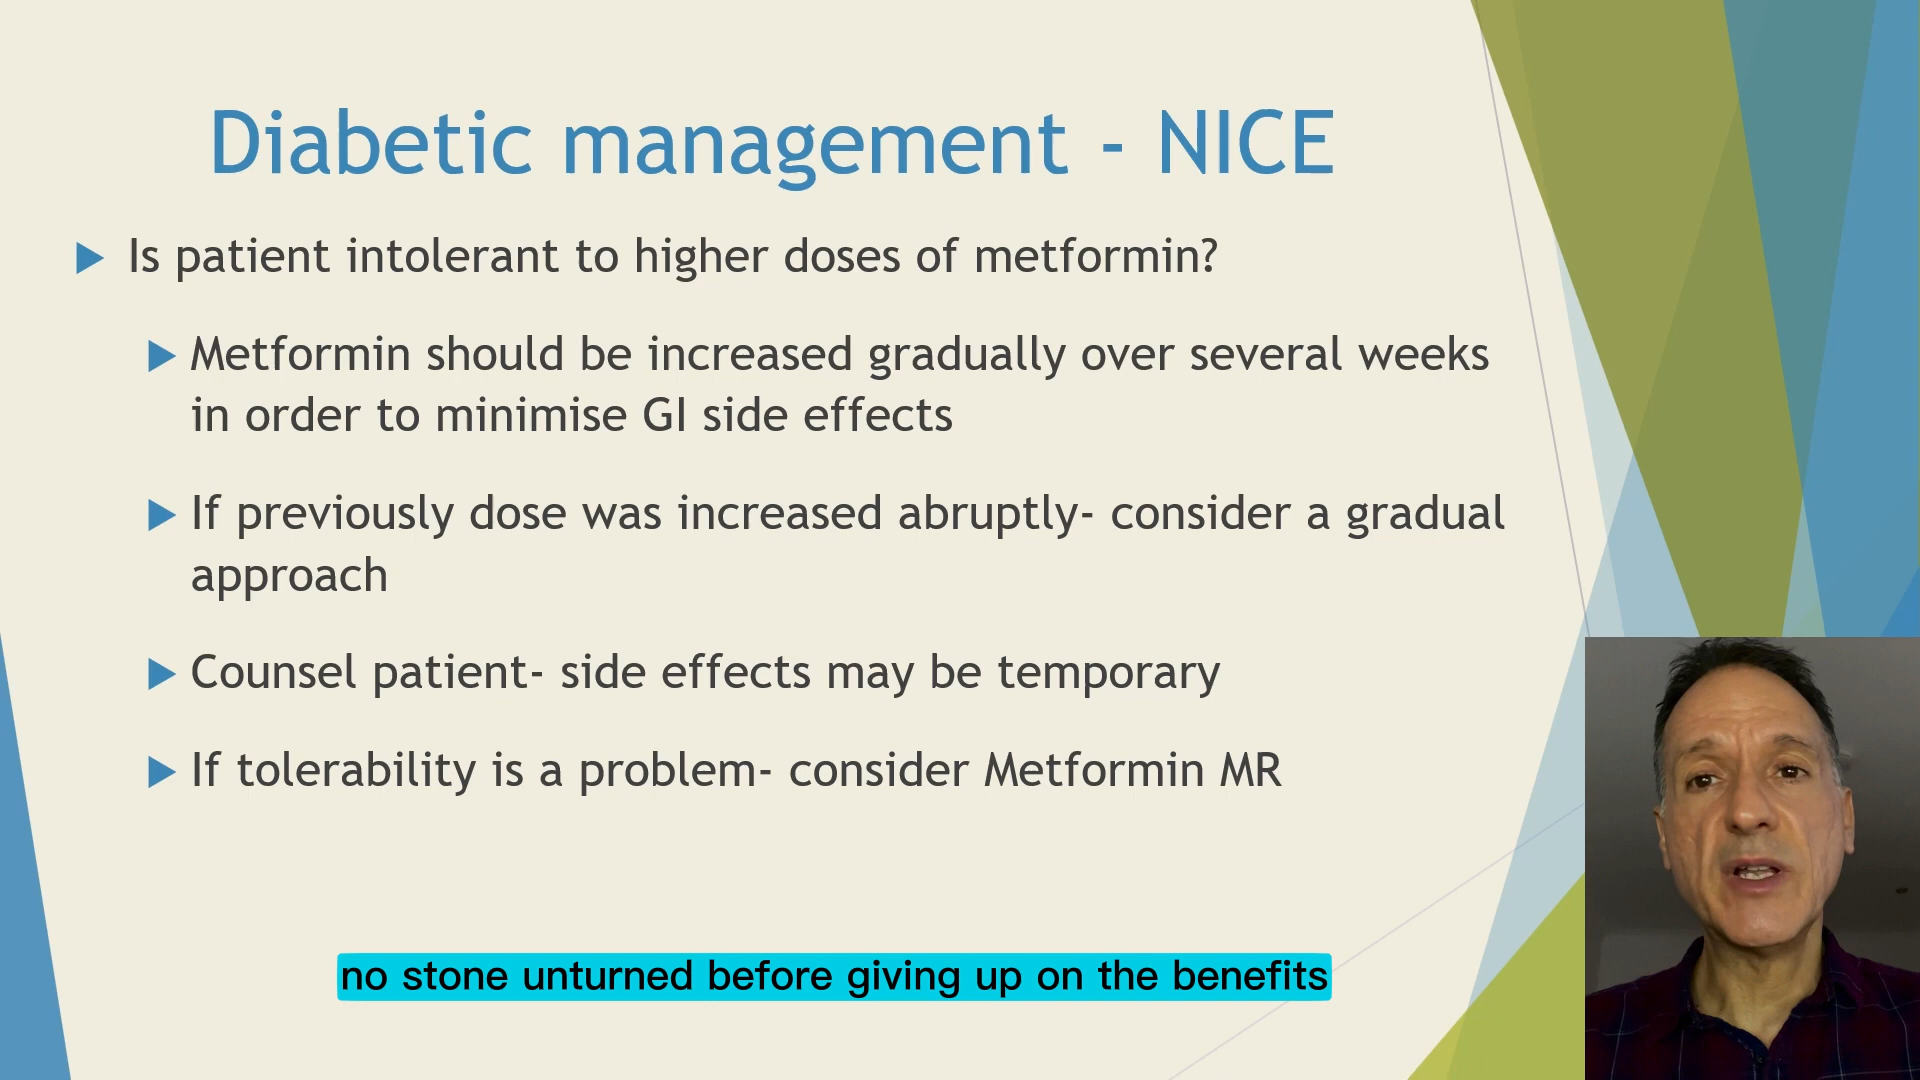 Diabetic management - NICE
Is patient intolerant to higher doses of metformin?
Metformin should be increased gradually over several weeks
in order to minimise GI side effects
If previously dose was increased abruptly- consider a gradual
approach
Counsel patient- side effects may be temporary
If tolerability is a problem- consider Metformin MR
no stone unturned before giving up on the benefits